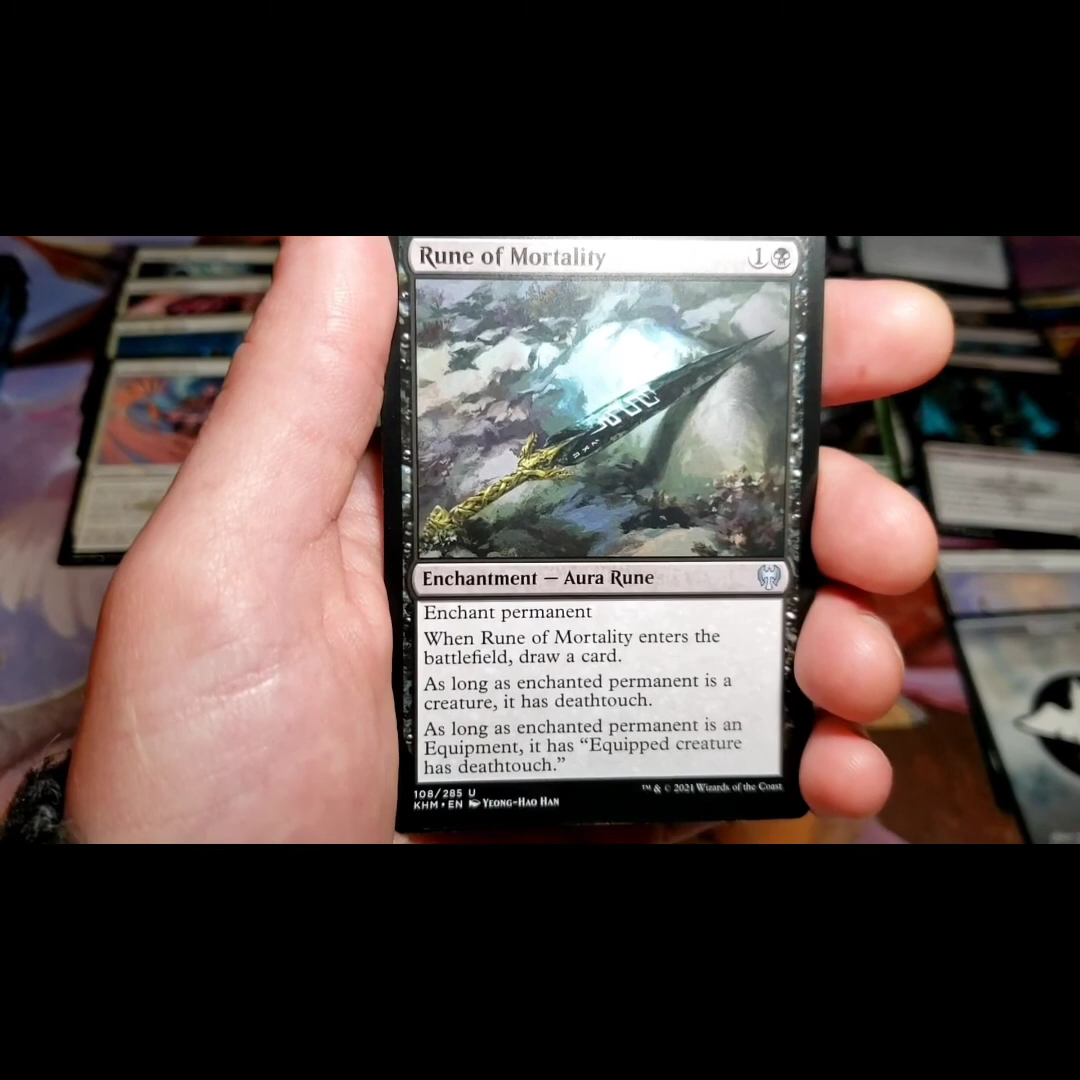 Rune of Mortality 1
Enchantment — Aura Rune
Enchant permanent
When Rune of Mortality enters the
battlefield, draw a card.
As long as enchanted permanent is a
creature, it has deathtouch.
As long as enchanted permanent is an
Equipment, it has “Equipped creature
has deathtouch.”
108/285 U
KHM • EN Yeong-Hao Han
™ & © 2021 Wizards of the Coast